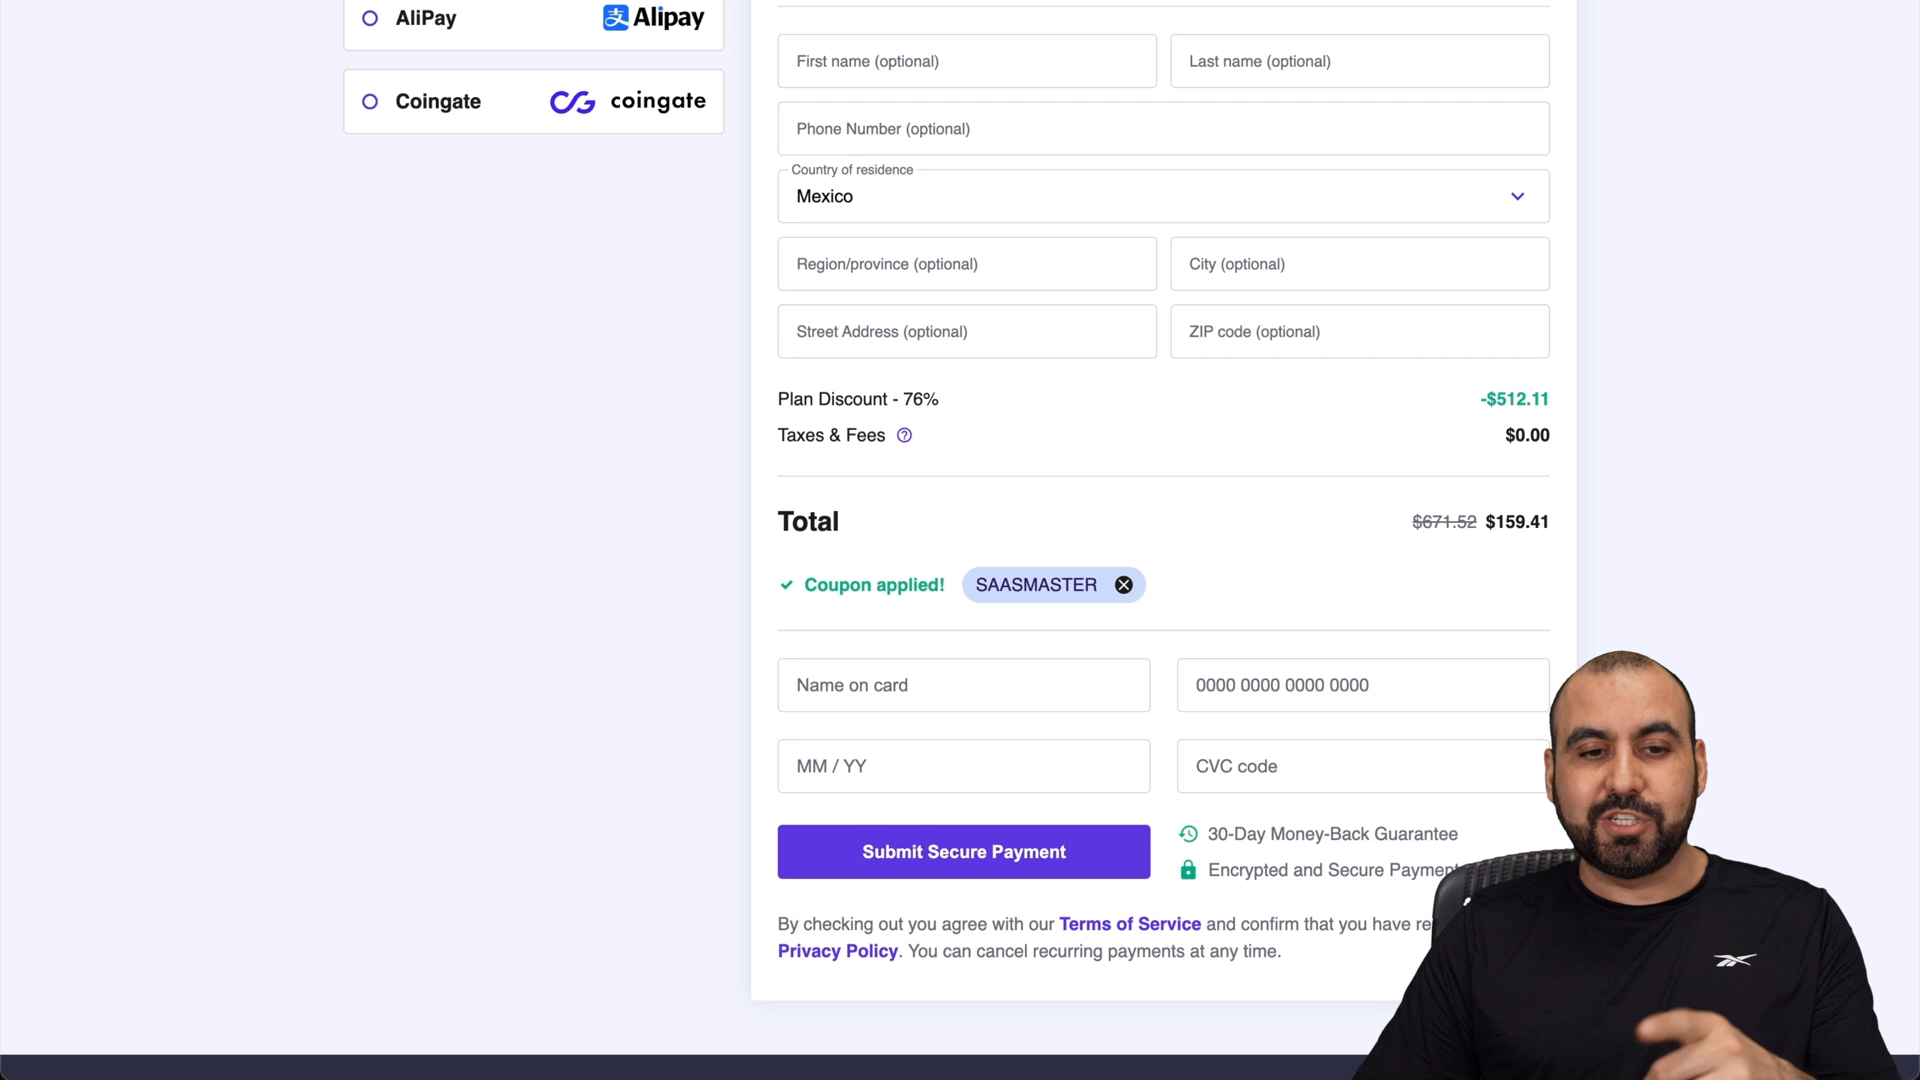 AliPay
支 Alipay
Coingate
CG coingate
First name (optional)
Last name (optional)
Phone Number (optional)
Country of residence
Mexico
Region/province (optional)
City (optional)
Street Address (optional)
ZIP code (optional)
Plan Discount - 76%
-$512.11
Taxes & Fees ?
$0.00
Total
$671.52 $159.41
Coupon applied! SAASMASTER
Name on card
0000 0000 0000 0000
MM / YY
CVC code
Submit Secure Payment
30-Day Money-Back Guarantee
Encrypted and Secure Payment
By checking out you agree with our Terms of Service and confirm that you have re
Privacy Policy. You can cancel recurring payments at any time.